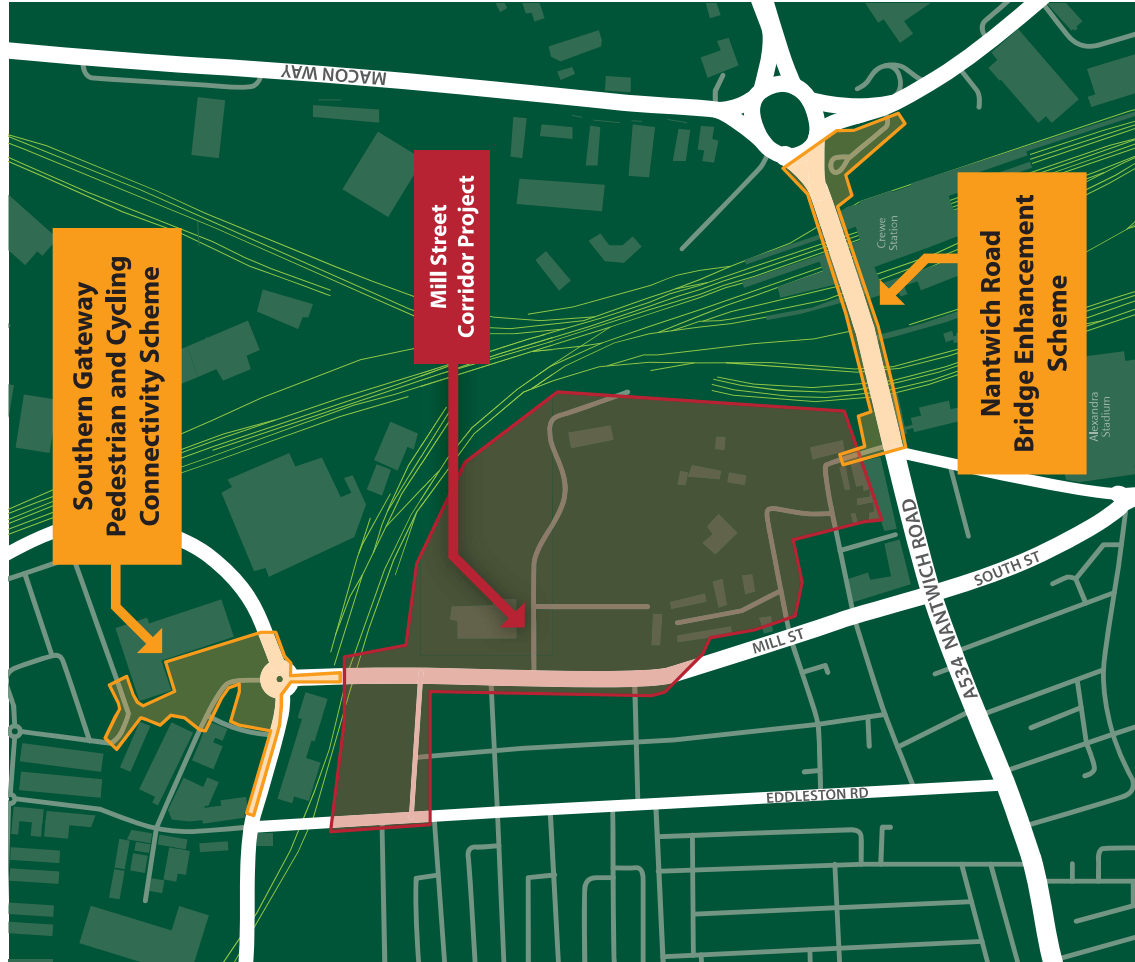 MACON WAY
Mill Street
Corridor Project
Nantwich Road
Bridge Enhancement
Scheme
Crewe
Station
Southern Gateway
Pedestrian and Cycling
Connectivity Scheme
Alexandra
Stadium
A534 NANTWICH ROAD
SOUTH ST
MILL ST
EDDLESTON RD